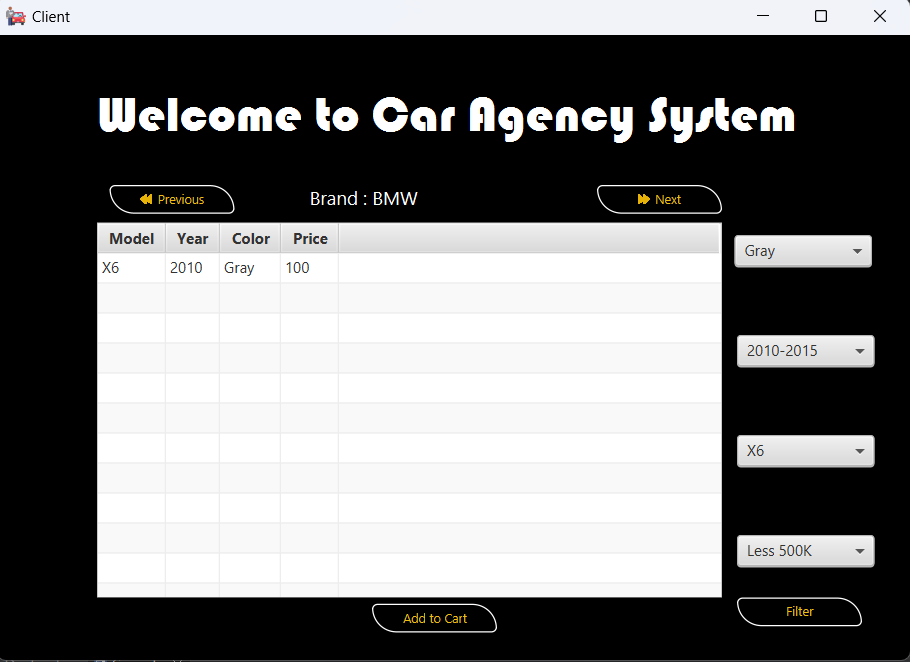 Client
Welcome to Car Agency System
Previous
Brand : BMW
Next
Model Year Color Price
X6 2010 Gray 100
Gray
2010-2015
X6
Less 500K
Add to Cart
Filter